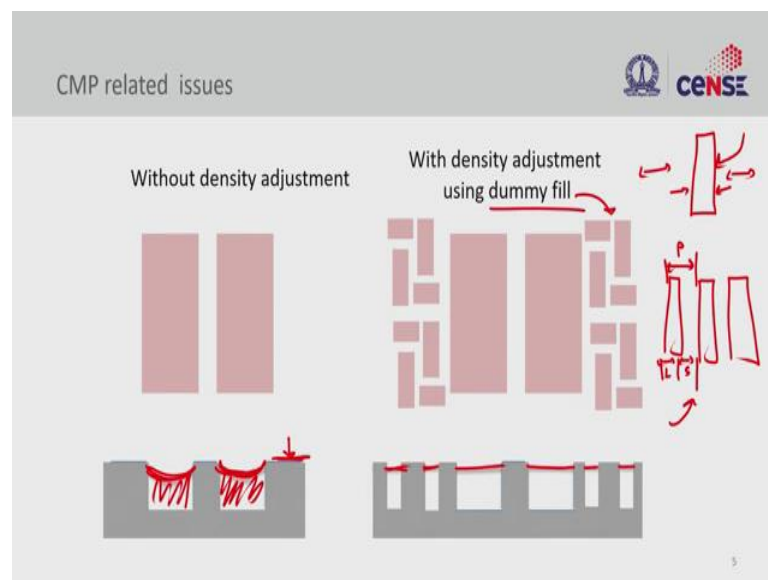 CMP related issues
CeNSE
Without density adjustment
With density adjustment
using dummy fill
P
L
S
5